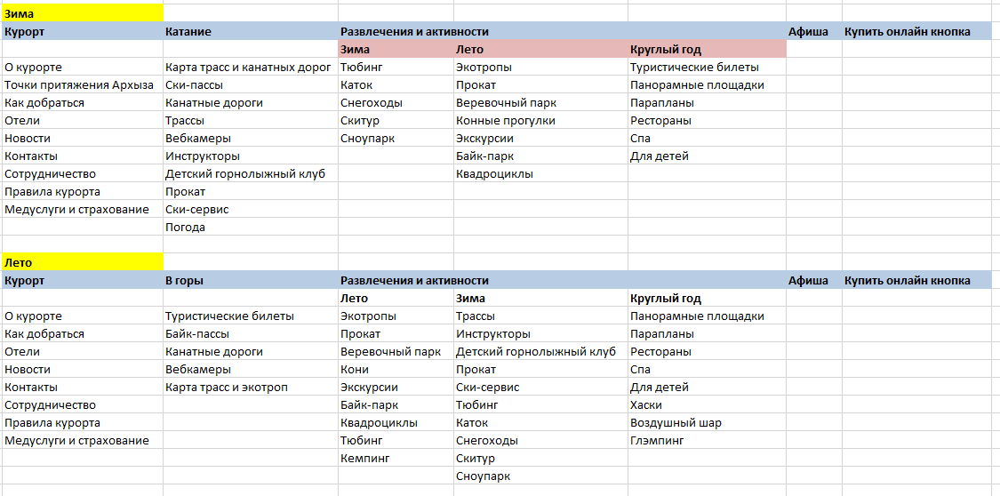 Зима
Курорт Катание Развлечения и активности Афиша Купить онлайн кнопка
Зима Лето Круглый год
О курорте Карта трасс и канатных дорог Тюбинг Экотропы Туристические билеты
Точки притяжения Архыза Ски-пассы Каток Прокат Панорамные площадки
Как добраться Канатные дороги Снегоходы Веревочный парк Парапланы
Отели Трассы Скитур Конные прогулки Рестораны
Новости Вебкамеры Сноупарк Экскурсии Спа
Контакты Инструкторы Байк-парк Для детей
Сотрудничество Детский горнолыжный клуб Квадроциклы
Правила курорта Прокат
Медуслуги и страхование Ски-сервис
Погода
Лето
Курорт В горы Развлечения и активности Афиша Купить онлайн кнопка
Лето Зима Круглый год
О курорте Туристические билеты Экотропы Трассы Панорамные площадки
Как добраться Байк-пассы Прокат Инструкторы Парапланы
Отели Канатные дороги Веревочный парк Детский горнолыжный клуб Рестораны
Новости Вебкамеры Кони Прокат Спа
Контакты Карта трасс и экотроп Экскурсии Ски-сервис Для детей
Сотрудничество Байк-парк Тюбинг Хаски
Правила курорта Квадроциклы Каток Воздушный шар
Медуслуги и страхование Тюбинг Снегоходы Глэмпинг
Кемпинг Скитур
Сноупарк